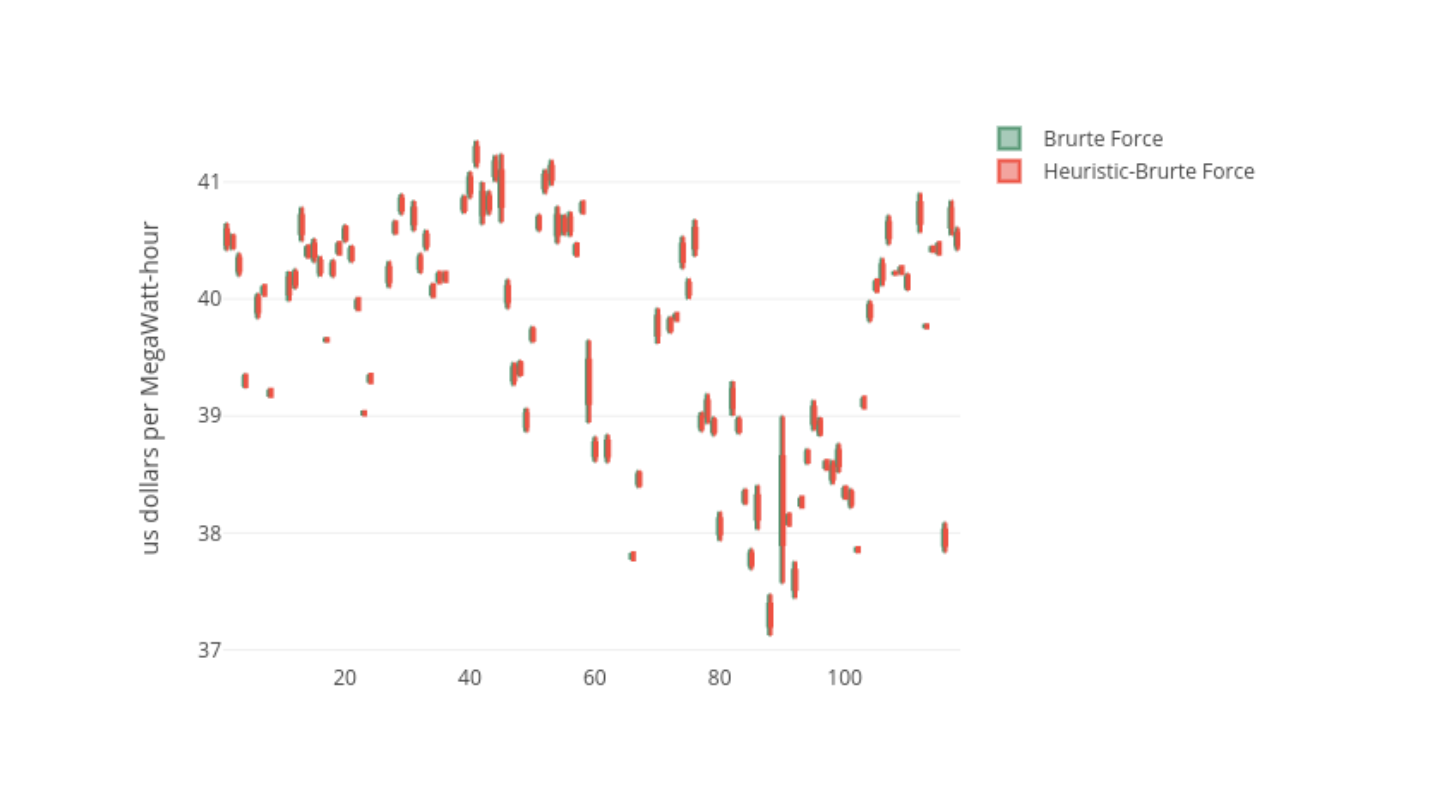 Brurte Force
Heuristic-Brurte Force
us dollars per MegaWatt-hour
41
40
39
38
37
20 40 60 80 100